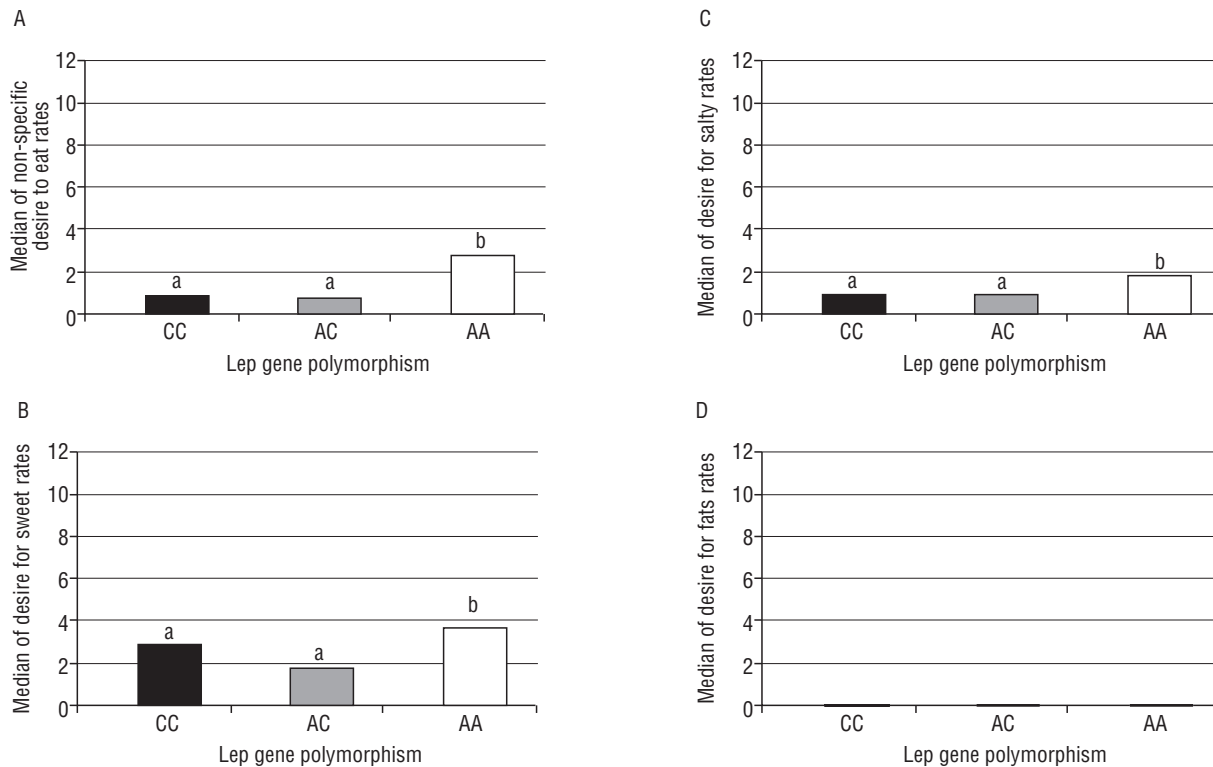 A
Median of non-specific
desire to eat rates
12
10
8
6
4
2
0
a
a
b
CC
AC
AA
Lep gene polymorphism
B
Median of desire for sweet rates
12
10
8
6
4
2
0
a
a
b
CC
AC
AA
Lep gene polymorphism
C
Median of desire for salty rates
12
10
8
6
4
2
0
a
a
b
CC
AC
AA
Lep gene polymorphism
D
Median of desire for fats rates
12
10
8
6
4
2
0
CC
AC
AA
Lep gene polymorphism